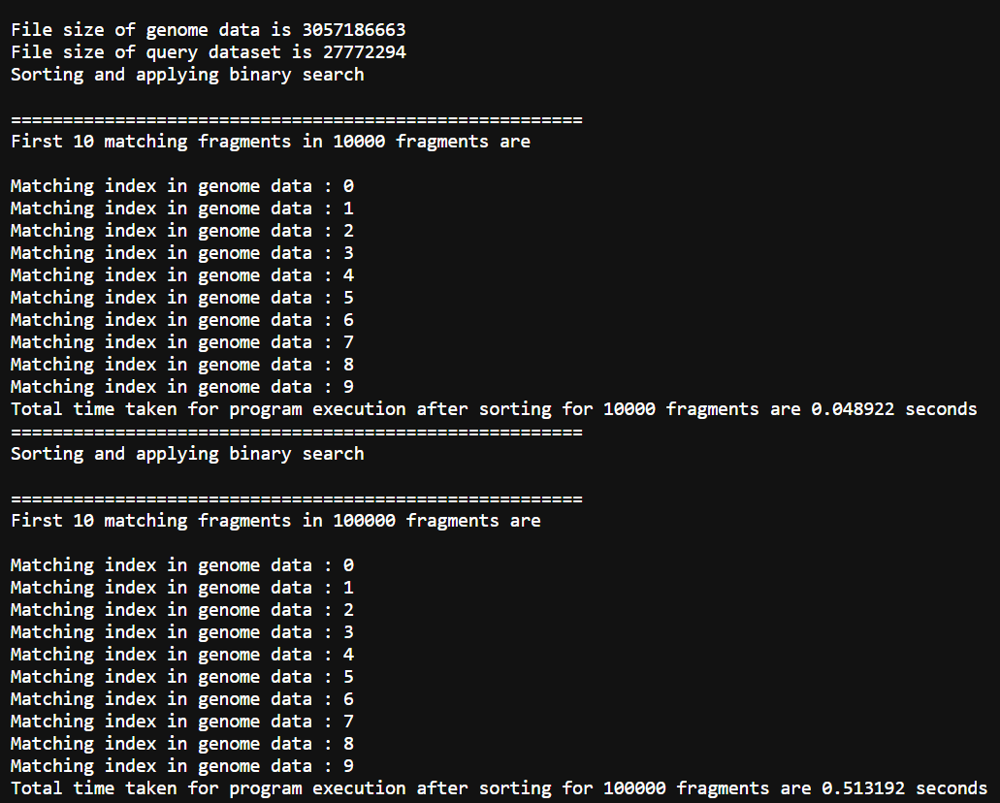 File size of genome data is 3057186663
File size of query dataset is 27772294
Sorting and applying binary search
=======================================================
First 10 matching fragments in 10000 fragments are
Matching index in genome data : 0
Matching index in genome data : 1
Matching index in genome data : 2
Matching index in genome data : 3
Matching index in genome data : 4
Matching index in genome data : 5
Matching index in genome data : 6
Matching index in genome data : 7
Matching index in genome data : 8
Matching index in genome data : 9
Total time taken for program execution after sorting for 10000 fragments are 0.048922 seconds
=======================================================
Sorting and applying binary search
=======================================================
First 10 matching fragments in 100000 fragments are
Matching index in genome data : 0
Matching index in genome data : 1
Matching index in genome data : 2
Matching index in genome data : 3
Matching index in genome data : 4
Matching index in genome data : 5
Matching index in genome data : 6
Matching index in genome data : 7
Matching index in genome data : 8
Matching index in genome data : 9
Total time taken for program execution after sorting for 100000 fragments are 0.513192 seconds